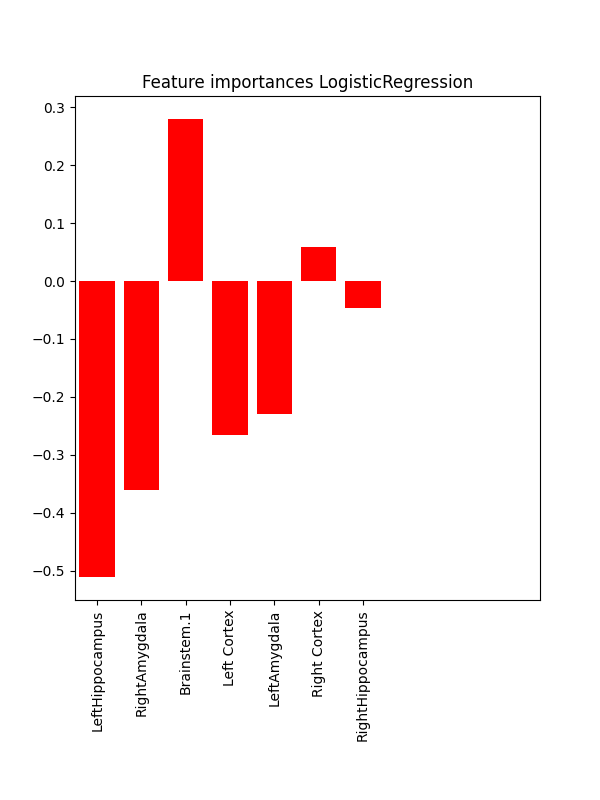 Feature importances LogisticRegression
0.3
0.2
0.1
0.0
−0.1
−0.2
−0.3
−0.4
−0.5
LeftHippocampus
RightAmygdala
Brainstem.1
Left Cortex
LeftAmygdala
Right Cortex
RightHippocampus